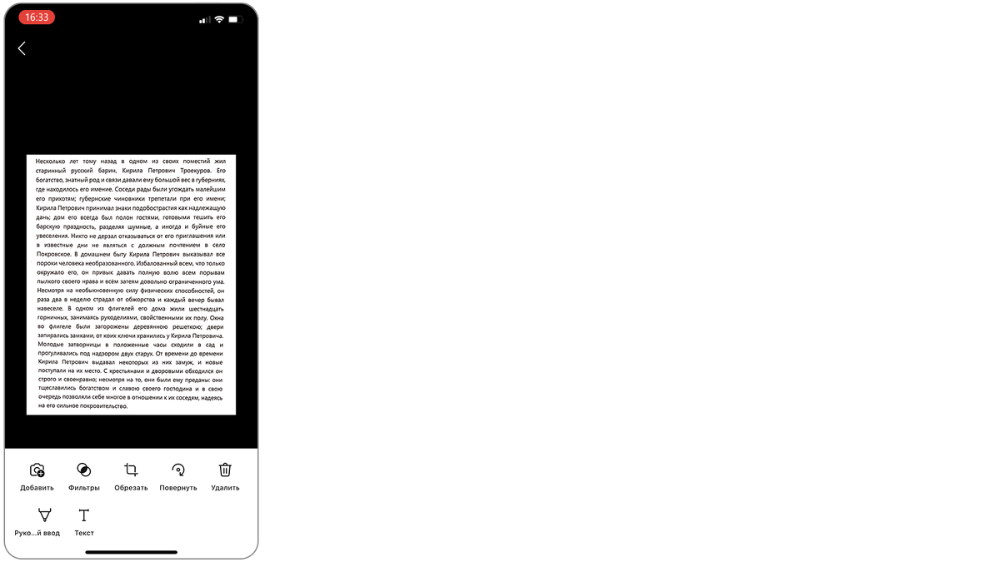 16:33
Несколько лет тому назад в одном из своих поместий жил
старинный русский барин, Кирила Петрович Троекуров. Его
богатство, знатный род и связи давали ему большой вес в губерниях,
где находилось его имение. Соседи рады были угождать малейшим
его прихотям; губернские чиновники трепетали при его имени;
Кирила Петрович принимал знаки подобострастия как надлежащую
дань; дом его всегда был полон гостями, готовыми тешить его
барскую праздность, разделяя шумные, а иногда и буйные его
увеселения. Никто не дерзал отказываться от его приглашения или
в известные дни не являться с должным почтением в село
Покровское. В домашнем быту Кирила Петрович выказывал все
пороки человека необразованного. Избалованный всем, что только
окружало его, он привык давать полную волю всем порывам
пылкого своего нрава и всем затеям довольно ограниченного ума.
Несмотря на необыкновенную силу физических способностей, он
раза два в неделю страдал от обжорства и каждый вечер бывал
навеселе. В одном из флигелей его дома жили шестнадцать
горничных, занимаясь рукоделиями, свойственными их полу. Окна
во флигеле были загорожены деревянною решеткою; двери
запирались замками, от коих ключи хранились у Кирила Петровича.
Молодые затворницы в положенные часы сходили в сад и
прогуливались под надзором двух старух. От времени до времени
Кирила Петрович выдавал некоторых из них замуж, и новые
поступали на их место. С крестьянами и дворовыми обходился он
строго и своенравно; несмотря на то, они были ему преданы: они
тщеславились богатством и славою своего господина и в свою
очередь позволяли себе многое в отношении к их соседям, надеясь
на его сильное покровительство.
Добавить Фильтры Обрезать Повернуть Удалить
Руко...й ввод Текст